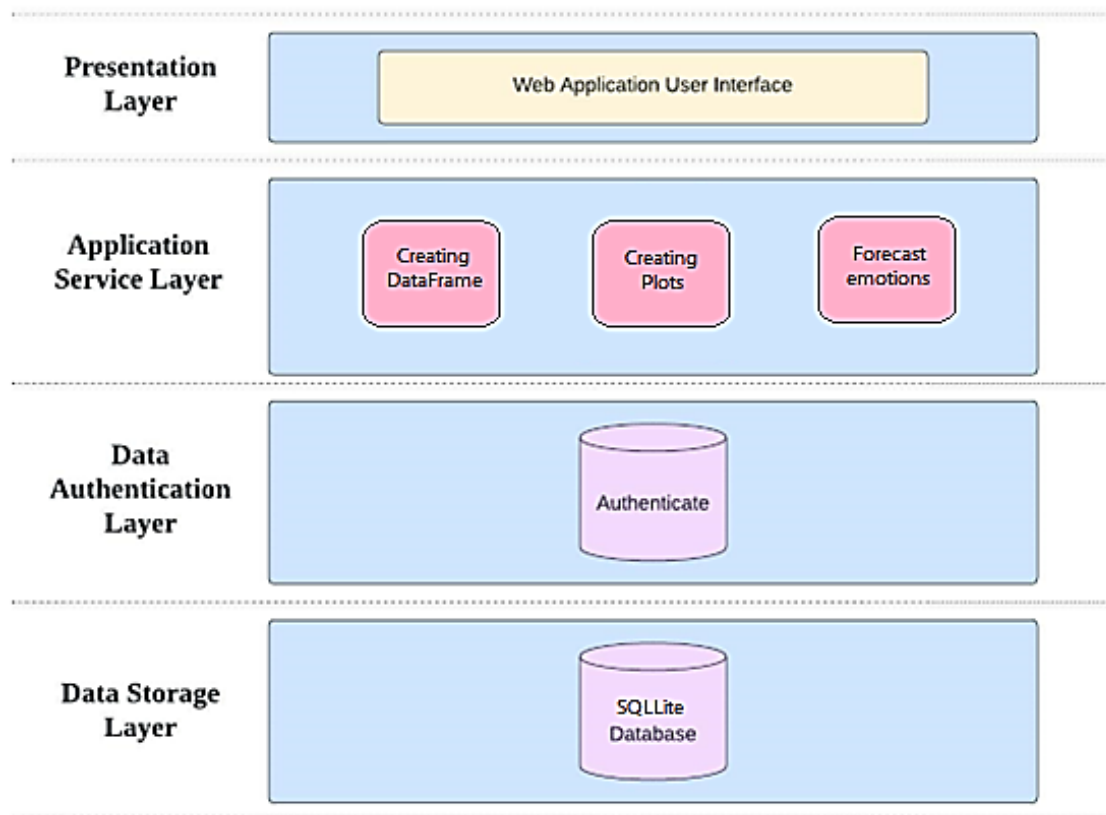 Presentation
Layer
Web Application User Interface
Application
Service Layer
Creating
DataFrame
Creating
Plots
Forecast
emotions
Data
Authentication
Layer
Authenticate
Data Storage
Layer
SQLLite
Database